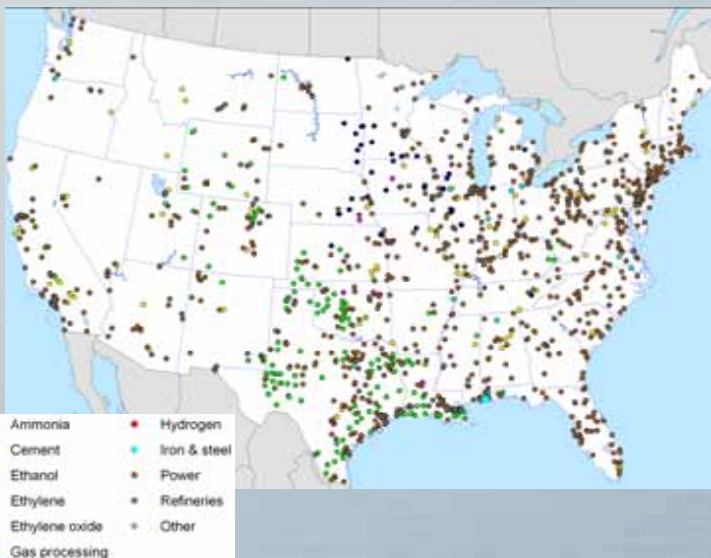 Ammonia
Hydrogen
Cement
Iron & steel
Ethanol
Power
Ethylene
Refineries
Ethylene oxide
Other
Gas processing